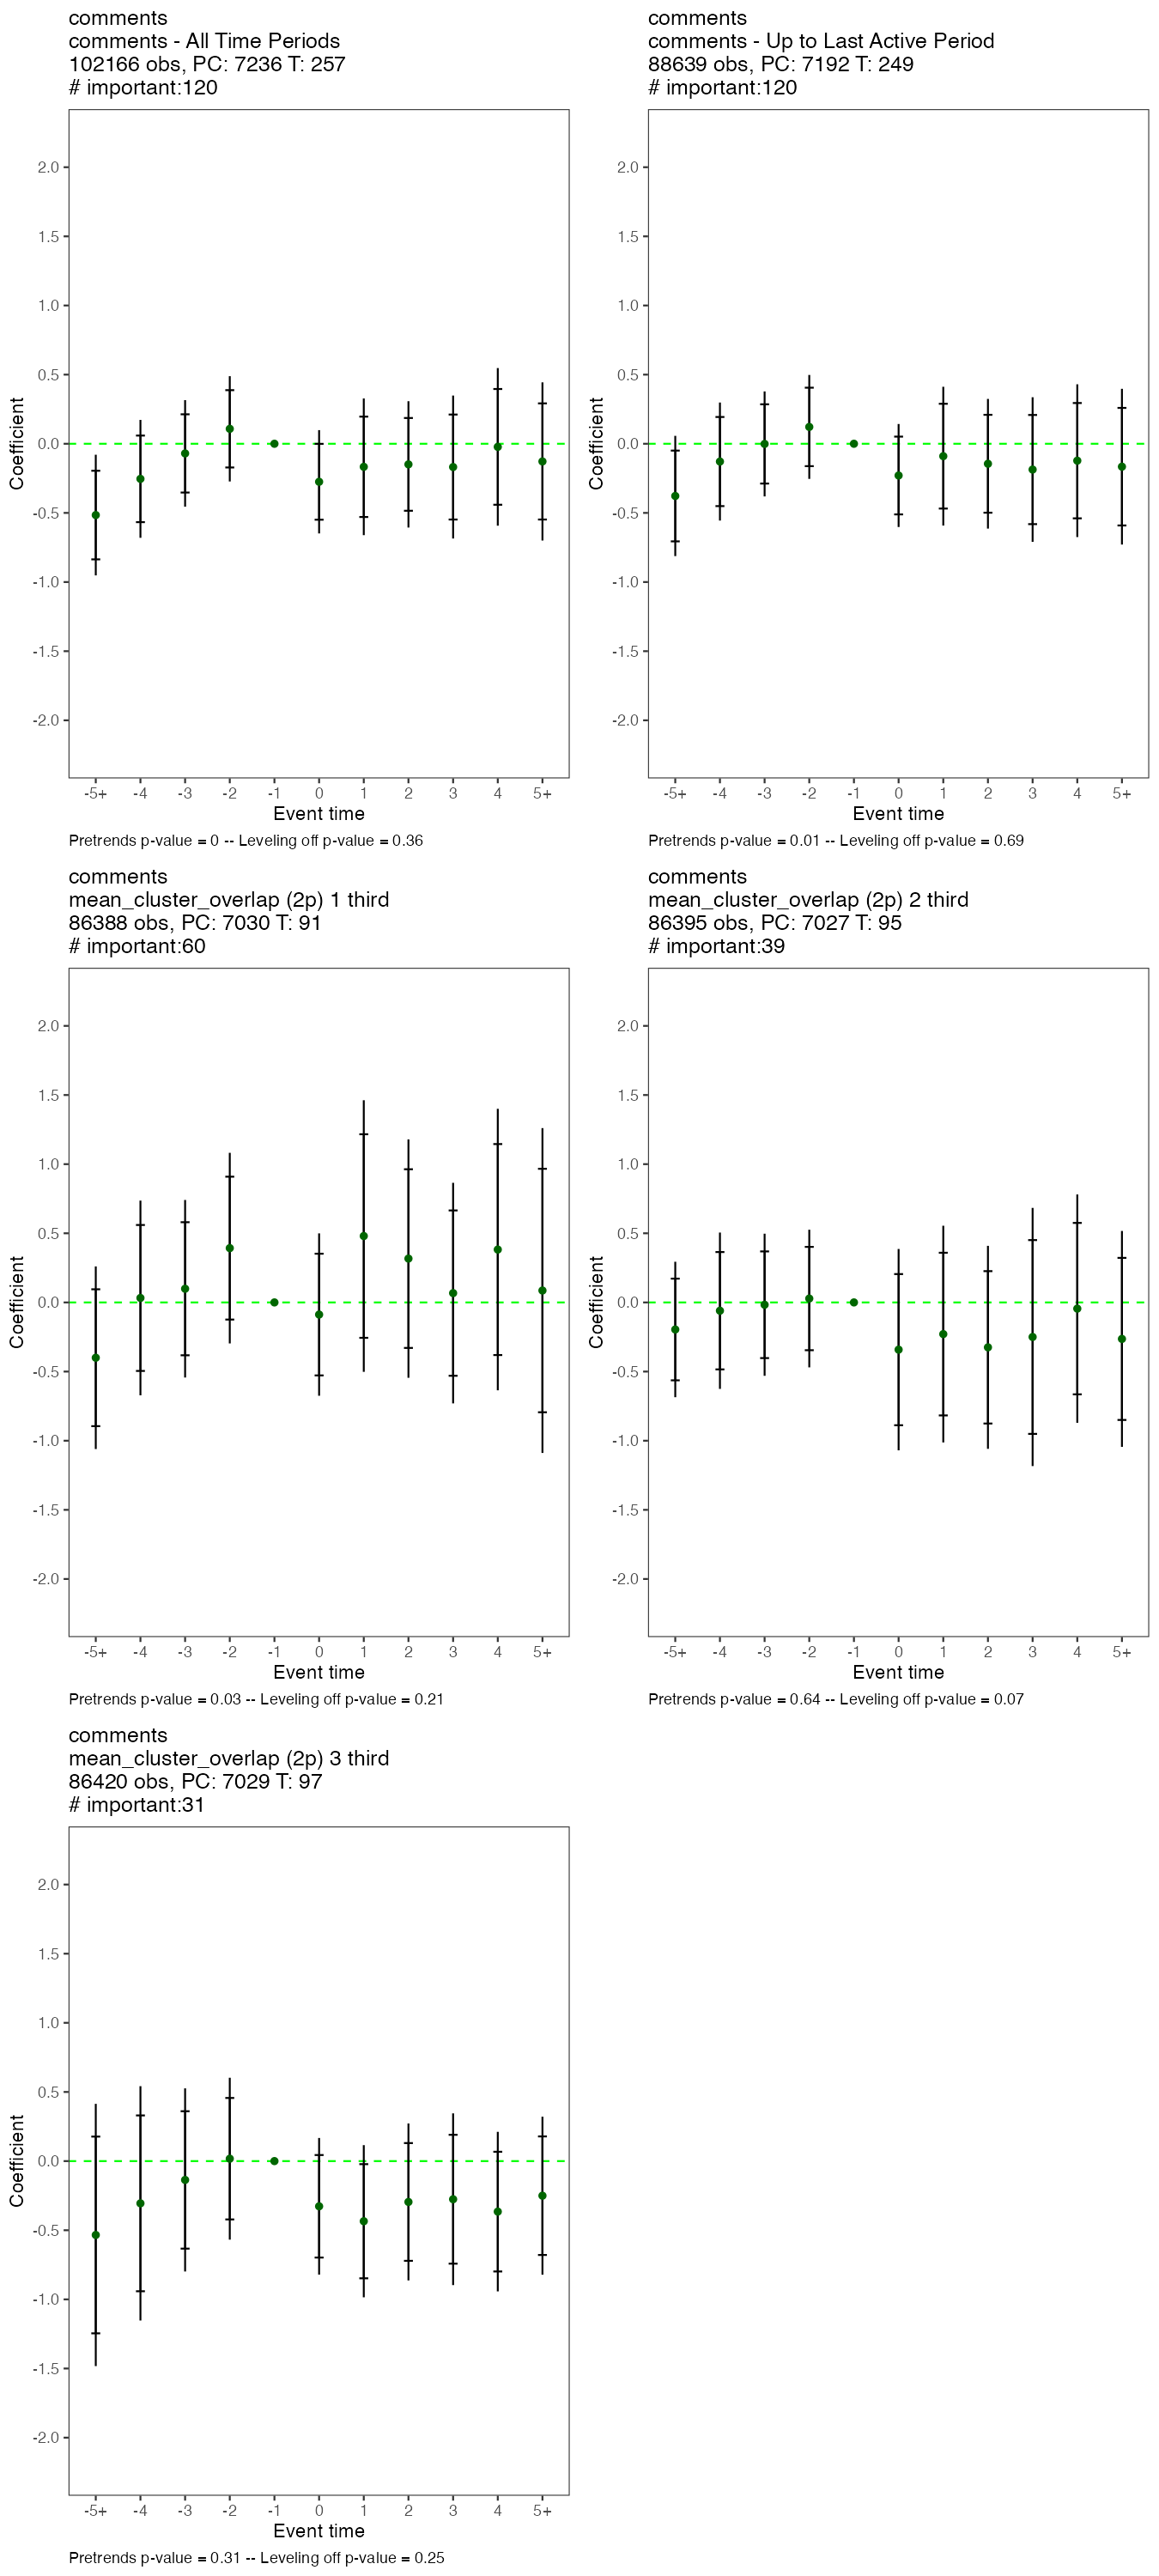 comments
comments - All Time Periods
102166 obs, PC: 7236 T: 257
# important:120
2.0
1.5
1.0
0.5
0.0
-0.5
-1.0
-1.5
-2.0
Coefficient
-5+ -4 -3 -2 -1 0 1 2 3 4 5+
Event time
Pretrends p-value = 0 -- Leveling off p-value = 0.36
comments
comments - Up to Last Active Period
88639 obs, PC: 7192 T: 249
# important:120
2.0
1.5
1.0
0.5
0.0
-0.5
-1.0
-1.5
-2.0
Coefficient
-5+ -4 -3 -2 -1 0 1 2 3 4 5+
Event time
Pretrends p-value = 0.01 -- Leveling off p-value = 0.69
comments
mean_cluster_overlap (2p) 1 third
86388 obs, PC: 7030 T: 91
# important:60
2.0
1.5
1.0
0.5
0.0
-0.5
-1.0
-1.5
-2.0
Coefficient
-5+ -4 -3 -2 -1 0 1 2 3 4 5+
Event time
Pretrends p-value = 0.03 -- Leveling off p-value = 0.21
comments
mean_cluster_overlap (2p) 2 third
86395 obs, PC: 7027 T: 95
# important:39
2.0
1.5
1.0
0.5
0.0
-0.5
-1.0
-1.5
-2.0
Coefficient
-5+ -4 -3 -2 -1 0 1 2 3 4 5+
Event time
Pretrends p-value = 0.64 -- Leveling off p-value = 0.07
comments
mean_cluster_overlap (2p) 3 third
86420 obs, PC: 7029 T: 97
# important:31
2.0
1.5
1.0
0.5
0.0
-0.5
-1.0
-1.5
-2.0
Coefficient
-5+ -4 -3 -2 -1 0 1 2 3 4 5+
Event time
Pretrends p-value = 0.31 -- Leveling off p-value = 0.25